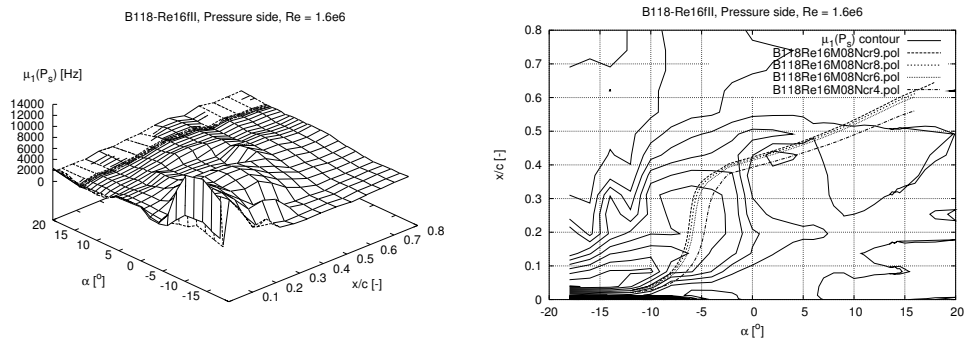 B118-Re16fII, Pressure side, Re = 1.6e6
μ1(Ps) [Hz]
14000
12000
10000
8000
6000
4000
2000
0
20
15
10
5
0
-5
-10
-15
α [o]
0.1
0.2
0.3
0.4
0.5
0.6
0.7
0.8
x/c [-]
B118-Re16fII, Pressure side, Re = 1.6e6
μ1(Ps) contour
B118Re16M08Ncr9.pol
B118Re16M08Ncr8.pol
B118Re16M08Ncr6.pol
B118Re16M08Ncr4.pol
0.8
0.7
0.6
0.5
0.4
0.3
0.2
0.1
0
x/c [-]
-20 -15 -10 -5 0 5 10 15 20
α [o]